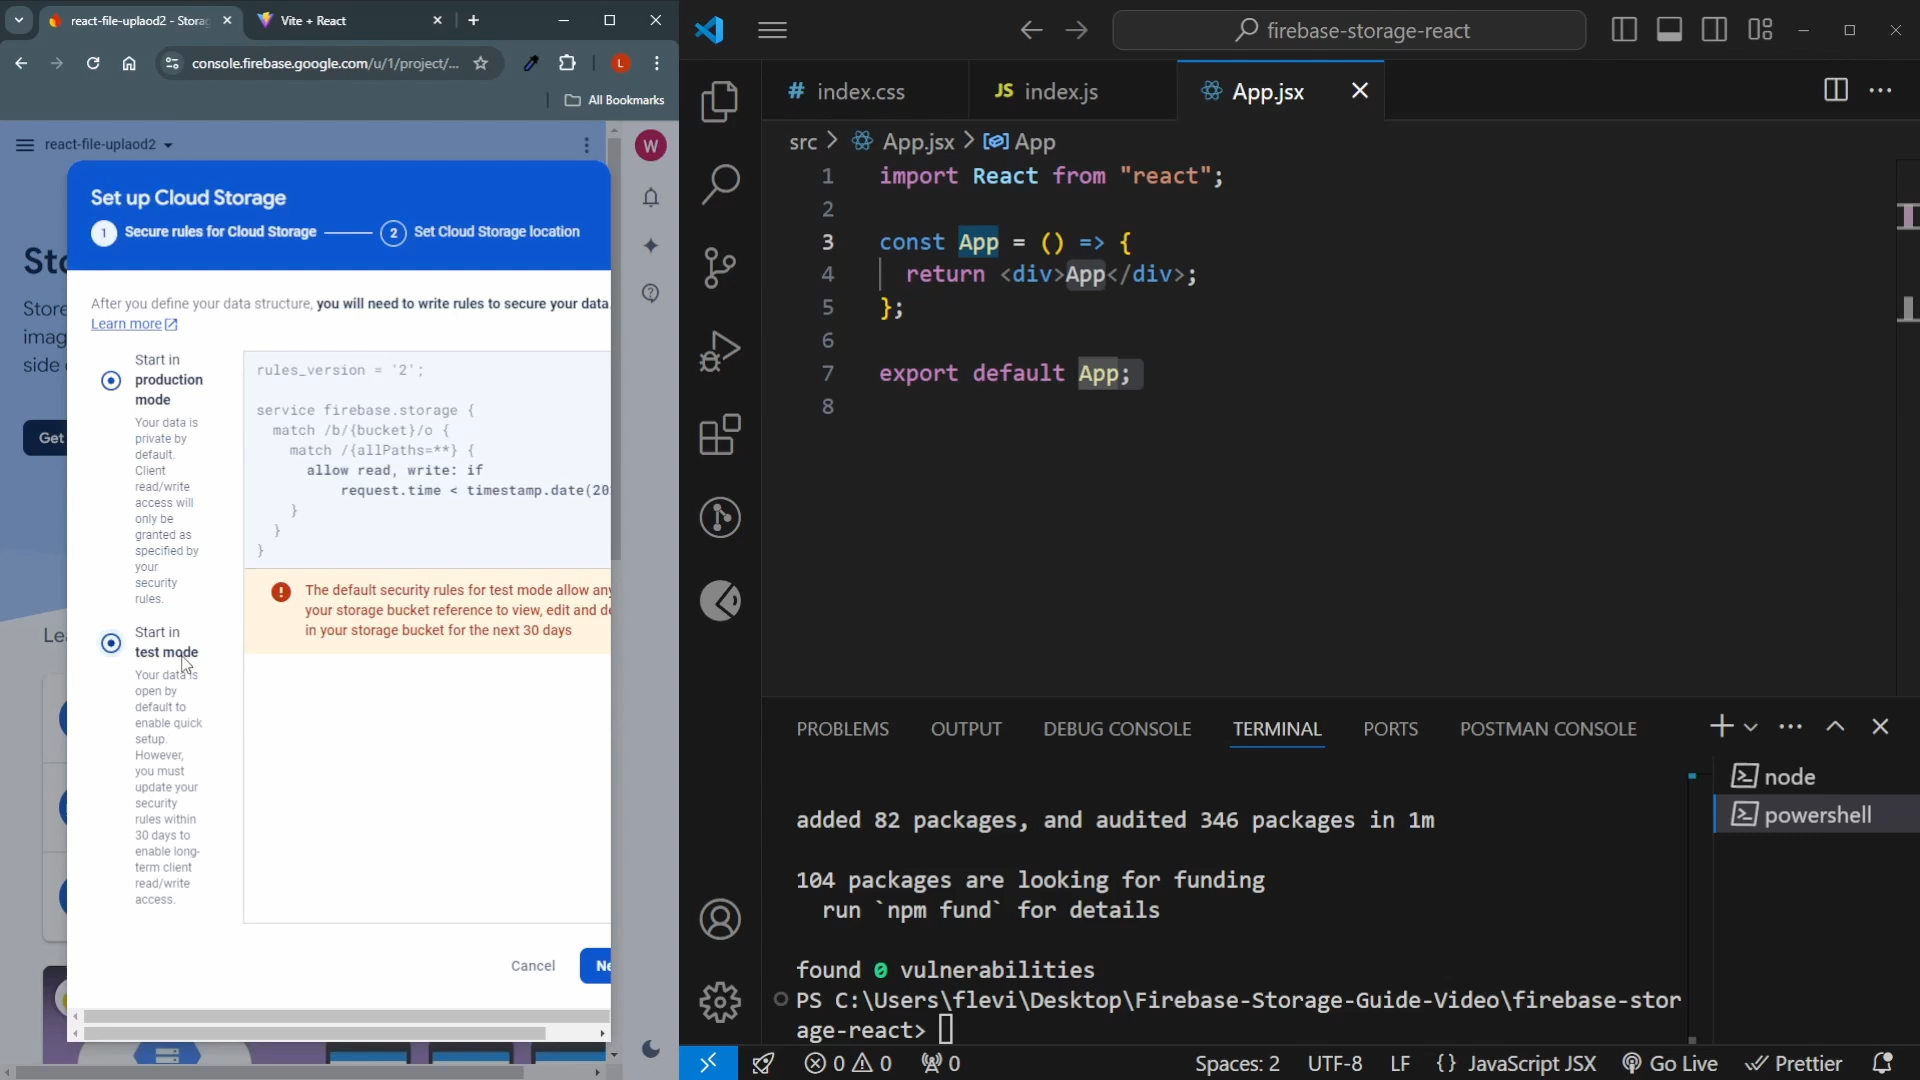 react-file-uplaod2 - Storag
Vite + React
console.firebase.google.com/u/1/project/...
L
All Bookmarks
react-file-uplaod2
W
Set up Cloud Storage
1 Secure rules for Cloud Storage
2 Set Cloud Storage location
After you define your data structure, you will need to write rules to secure your data
Learn more
Start in
production
mode
Your data is
private by
default.
Client
read/write
access will
only be
granted as
specified by
your
security
rules.
Start in
test mode
Your data is
open by
default to
enable quick
setup.
However,
you must
update your
security
rules within
30 days to
enable long-
term client
read/write
access.
rules_version = '2';
service firebase.storage {
match /b/{bucket}/o {
match /{allPaths=**} {
allow read, write: if
request.time < timestamp.date(20
}
}
}
The default security rules for test mode allow any
your storage bucket reference to view, edit and de
in your storage bucket for the next 30 days
Cancel
Ne
Sto
Store
imag
side
Get
Le
firebase-storage-react
# index.css
JS index.js
App.jsx
src > App.jsx > App
1 import React from "react";
2
3 const App = () => {
4 return <div>App</div>;
5 };
6
7 export default App;
8
PROBLEMS
OUTPUT
DEBUG CONSOLE
TERMINAL
PORTS
POSTMAN CONSOLE
node
powershell
added 82 packages, and audited 346 packages in 1m
104 packages are looking for funding
run `npm fund` for details
found 0 vulnerabilities
PS C:\Users\flevi\Desktop\Firebase-Storage-Guide-Video\firebase-stor
age-react>
0 0
0
Spaces: 2
UTF-8
LF
{} JavaScript JSX
Go Live
Prettier